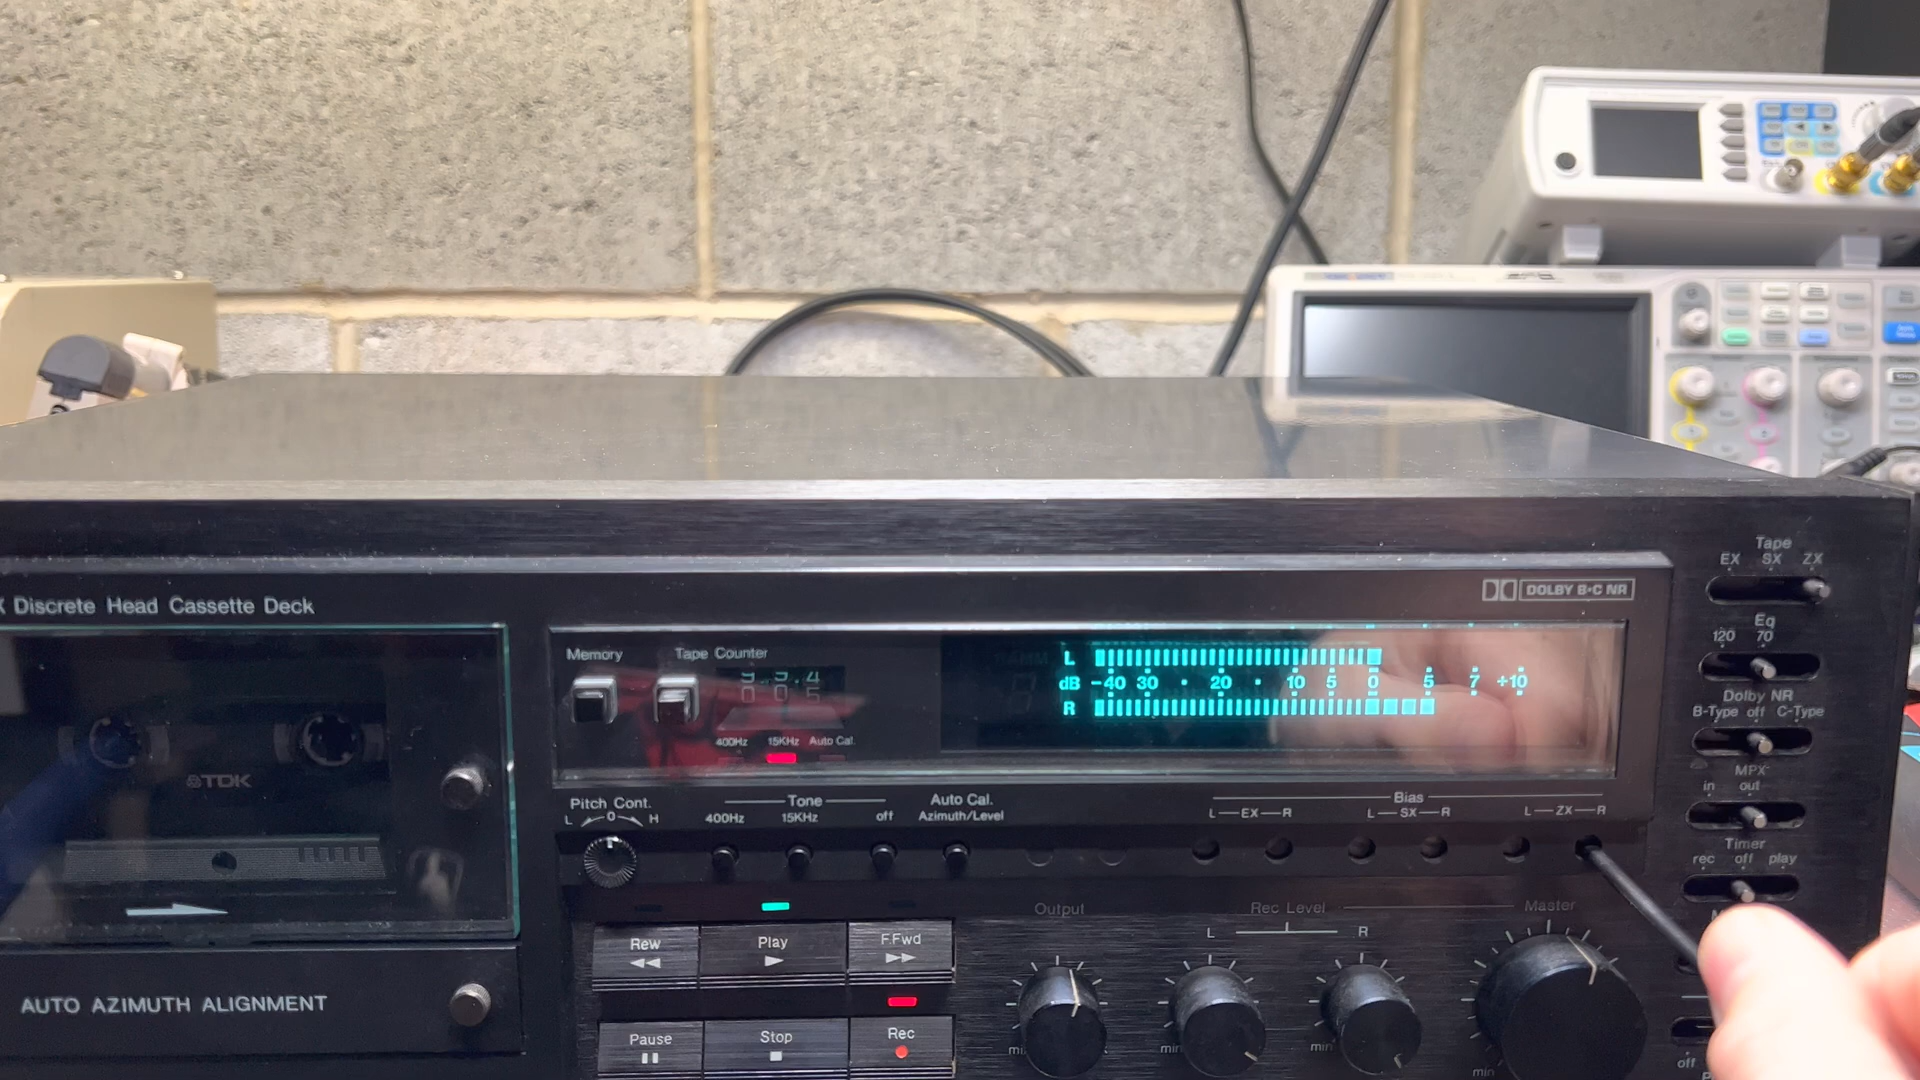 X Discrete Head Cassette Deck
TDK
AUTO AZIMUTH ALIGNMENT
DOLBY B·C NR
Memory
Tape Counter
400Hz 15KHz Auto Cal.
L
dB -40 30 · 20 · 10 5 0 5 7 +10
R
Pitch Cont.
L 0 H
Tone
400Hz 15KHz off
Auto Cal.
Azimuth/Level
Bias
L EX R L SX R L ZX R
Rew
Play
F.Fwd
Pause
Stop
Rec
Output
min
Rec Level
L R
min min
Master
min
Tape
EX SX ZX
Eq
120 70
Dolby NR
B-Type off C-Type
MPX
in out
Timer
rec off play
off